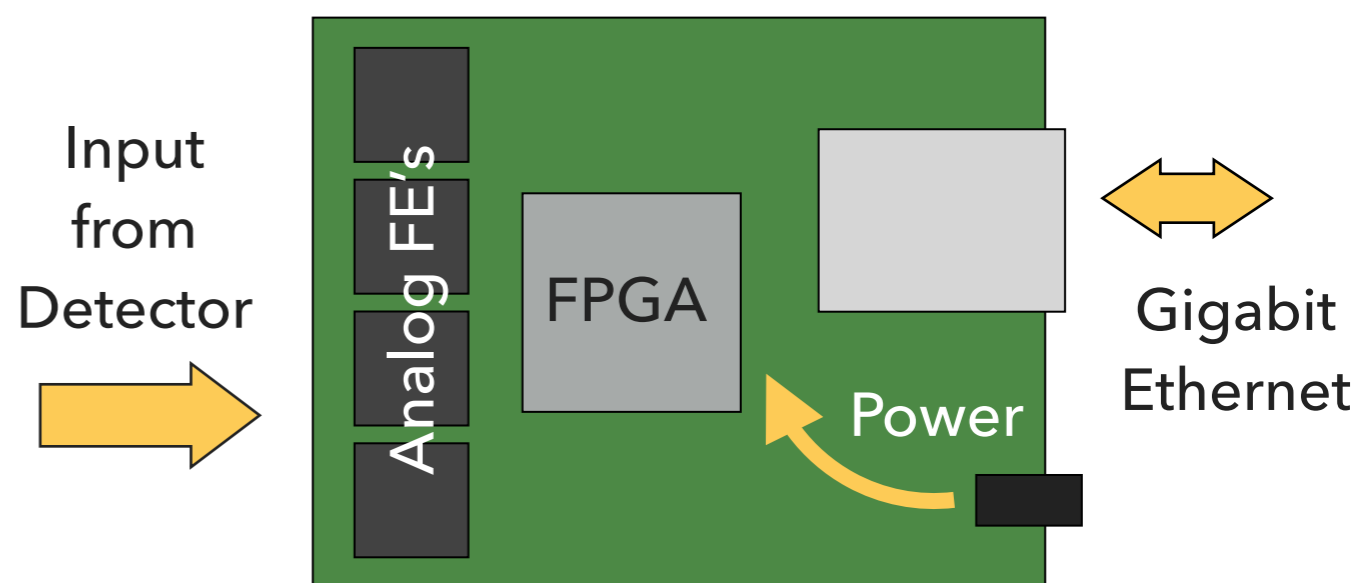 Input
from
Detector
Analog FE's
FPGA
Power
Gigabit
Ethernet